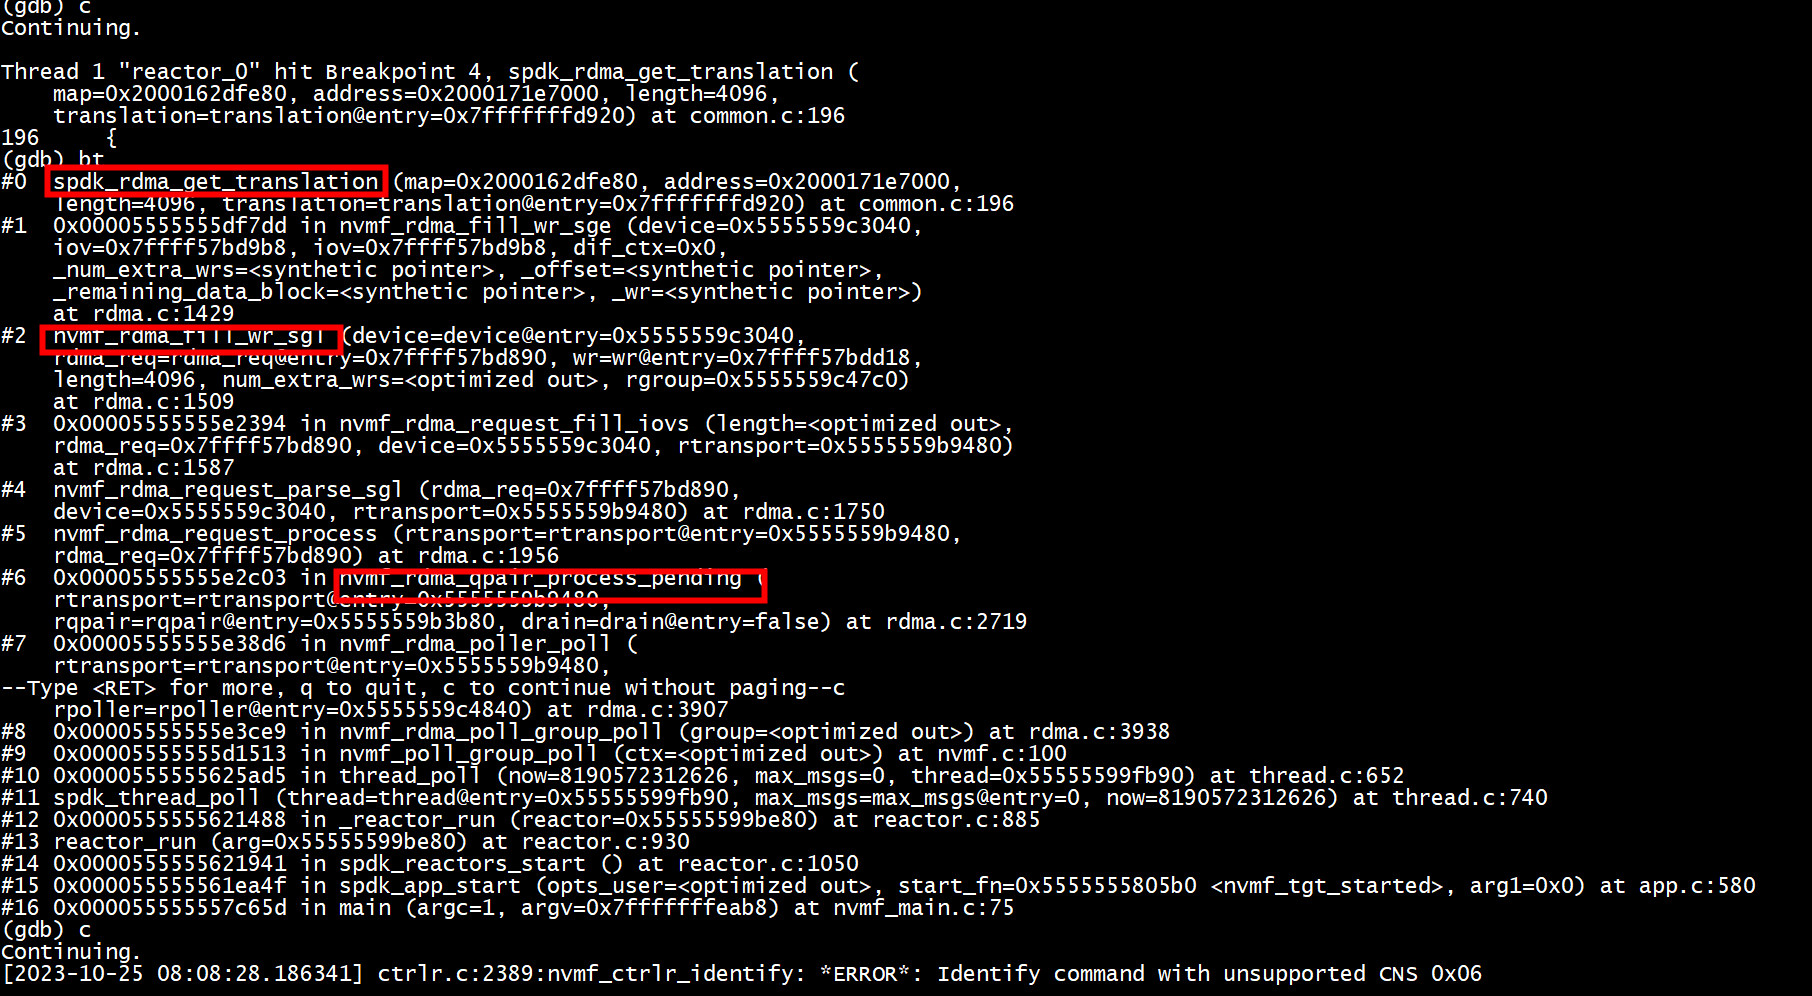 (gdb) c
Continuing.
Thread 1 "reactor_0" hit Breakpoint 4, spdk_rdma_get_translation (
map=0x2000162dfe80, address=0x2000171e7000, length=4096,
translation=translation@entry=0x7fffffffd920) at common.c:196
196     {
(gdb) bt
#0  spdk_rdma_get_translation (map=0x2000162dfe80, address=0x2000171e7000,
length=4096, translation=translation@entry=0x7fffffffd920) at common.c:196
#1  0x00005555555df7dd in nvmf_rdma_fill_wr_sge (device=0x5555559c3040,
iov=0x7ffff57bd9b8, iov=0x7ffff57bd9b8, dif_ctx=0x0,
_num_extra_wrs=<synthetic pointer>, _offset=<synthetic pointer>,
_remaining_data_block=<synthetic pointer>, _wr=<synthetic pointer>)
at rdma.c:1429
#2  nvmf_rdma_fill_wr_sgl (device=device@entry=0x5555559c3040,
rdma_req=rdma_req@entry=0x7ffff57bd890, wr=wr@entry=0x7ffff57bdd18,
length=4096, num_extra_wrs=<optimized out>, rgroup=0x5555559c47c0)
at rdma.c:1509
#3  0x00005555555e2394 in nvmf_rdma_request_fill_iovs (length=<optimized out>,
rdma_req=0x7ffff57bd890, device=0x5555559c3040, rtransport=0x5555559b9480)
at rdma.c:1587
#4  nvmf_rdma_request_parse_sgl (rdma_req=0x7ffff57bd890,
device=0x5555559c3040, rtransport=0x5555559b9480) at rdma.c:1750
#5  nvmf_rdma_request_process (rtransport=rtransport@entry=0x5555559b9480,
rdma_req=0x7ffff57bd890) at rdma.c:1956
#6  0x00005555555e2c03 in nvmf_rdma_qpair_process_pending (
rtransport=rtransport@entry=0x5555559b9480,
rqpair=rqpair@entry=0x5555559b3b80, drain=drain@entry=false) at rdma.c:2719
#7  0x00005555555e38d6 in nvmf_rdma_poller_poll (
rtransport=rtransport@entry=0x5555559b9480,
--Type <RET> for more, q to quit, c to continue without paging--c
rpoller=rpoller@entry=0x5555559c4840) at rdma.c:3907
#8  0x00005555555e3ce9 in nvmf_rdma_poll_group_poll (group=<optimized out>) at rdma.c:3938
#9  0x00005555555d1513 in nvmf_poll_group_poll (ctx=<optimized out>) at nvmf.c:100
#10 0x0000555555625ad5 in thread_poll (now=8190572312626, max_msgs=0, thread=0x55555599fb90) at thread.c:652
#11 spdk_thread_poll (thread=thread@entry=0x55555599fb90, max_msgs=max_msgs@entry=0, now=8190572312626) at thread.c:740
#12 0x0000555555621488 in _reactor_run (reactor=0x55555599be80) at reactor.c:885
#13 reactor_run (arg=0x55555599be80) at reactor.c:930
#14 0x0000555555621941 in spdk_reactors_start () at reactor.c:1050
#15 0x000055555561ea4f in spdk_app_start (opts_user=<optimized out>, start_fn=0x5555555805b0 <nvmf_tgt_started>, arg1=0x0) at app.c:580
#16 0x000055555557c65d in main (argc=1, argv=0x7fffffffeab8) at nvmf_main.c:75
(gdb) c
Continuing.
[2023-10-25 08:08:28.186341] ctrlr.c:2389:nvmf_ctrlr_identify: *ERROR*: Identify command with unsupported CNS 0x06